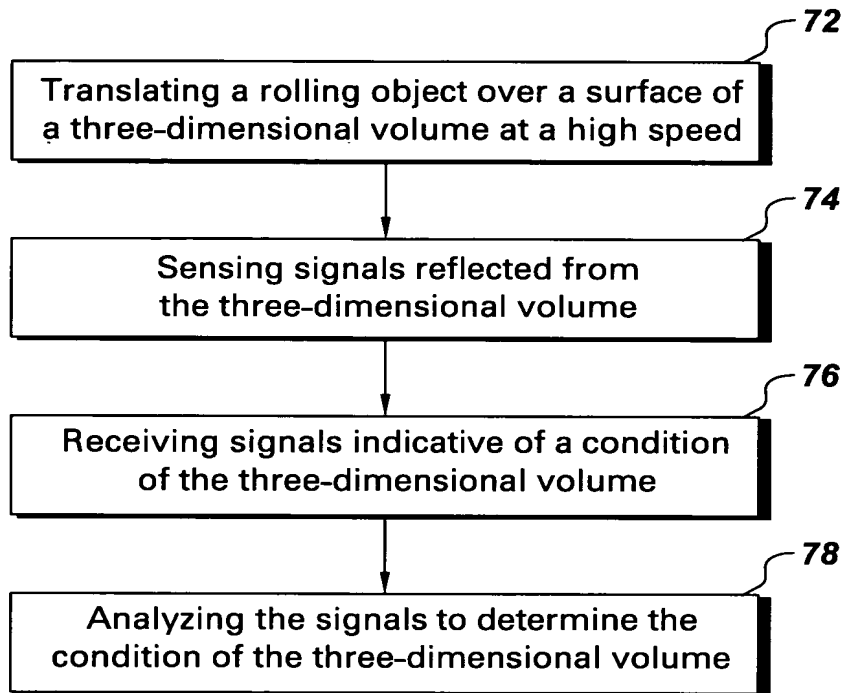 72
Translating a rolling object over a surface of
a three-dimensional volume at a high speed
74
Sensing signals reflected from
the three-dimensional volume
76
Receiving signals indicative of a condition
of the three-dimensional volume
78
Analyzing the signals to determine the
condition of the three-dimensional volume